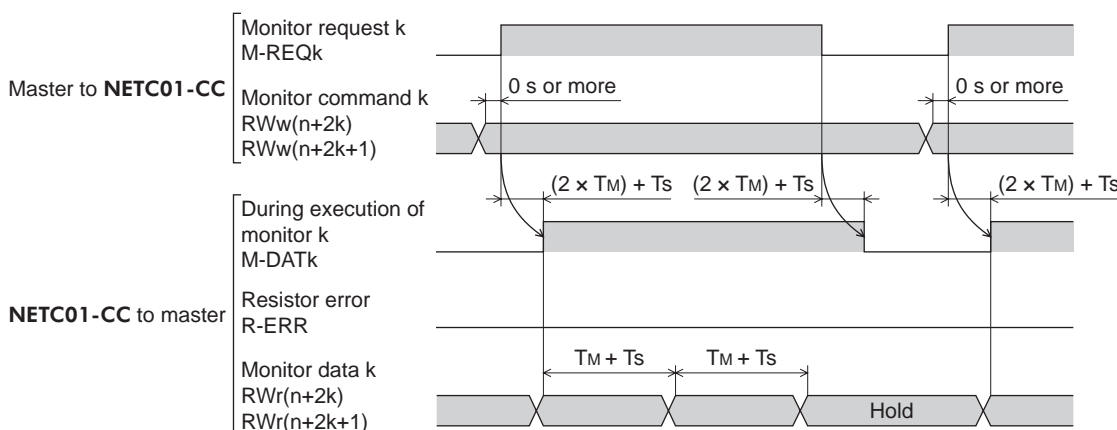 Master to NETC01-CC
Monitor request k
M-REQk
0 s or more
0 s or more
Monitor command k
RWw(n+2k)
RWw(n+2k+1)
(2 × TM) + Ts
(2 × TM) + Ts
(2 × TM) + Ts
NETC01-CC to master
During execution of
monitor k
M-DATk
Resistor error
R-ERR
TM + Ts
TM + Ts
Monitor data k
RWr(n+2k)
RWr(n+2k+1)
Hold